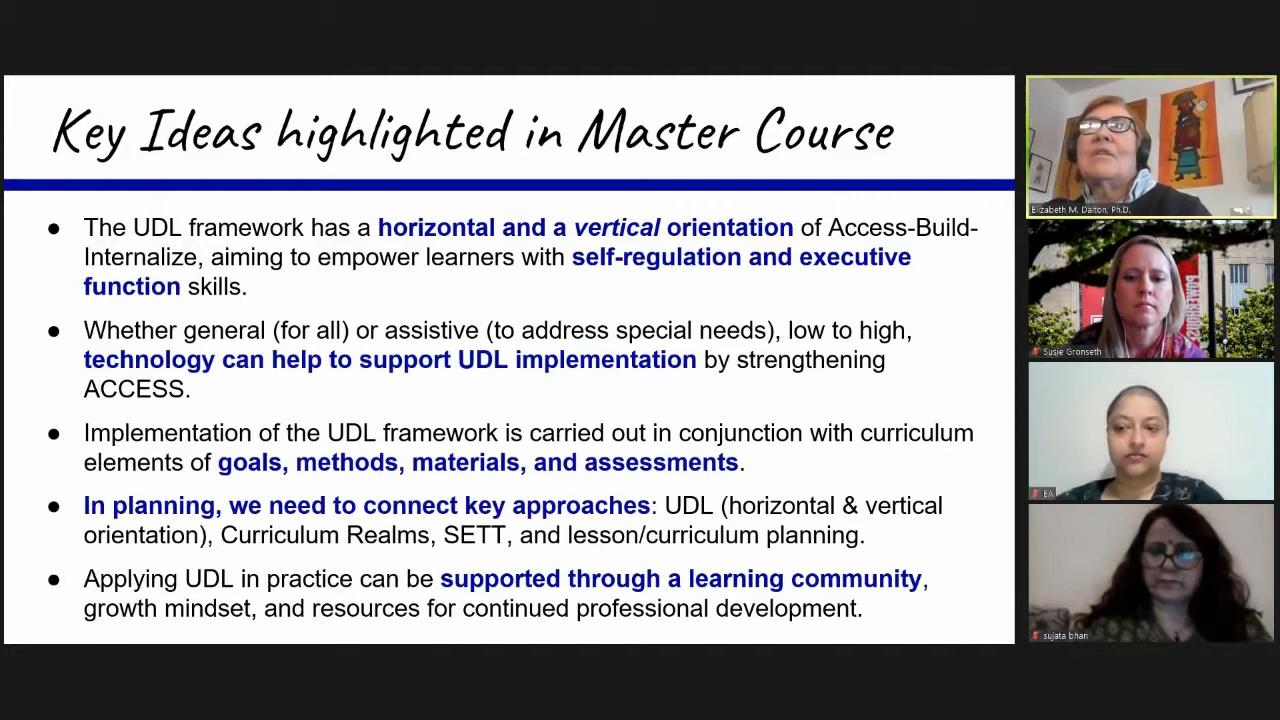 Key Ideas highlighted in Master Course
● The UDL framework has a horizontal and a vertical orientation of Access-Build-
Internalize, aiming to empower learners with self-regulation and executive
function skills.
● Whether general (for all) or assistive (to address special needs), low to high,
technology can help to support UDL implementation by strengthening
ACCESS.
● Implementation of the UDL framework is carried out in conjunction with curriculum
elements of goals, methods, materials, and assessments.
● In planning, we need to connect key approaches: UDL (horizontal & vertical
orientation), Curriculum Realms, SETT, and lesson/curriculum planning.
● Applying UDL in practice can be supported through a learning community,
growth mindset, and resources for continued professional development.
Elizabeth M. Dalton, Ph.D.
Susie Gronseth
EA
sujata bhan